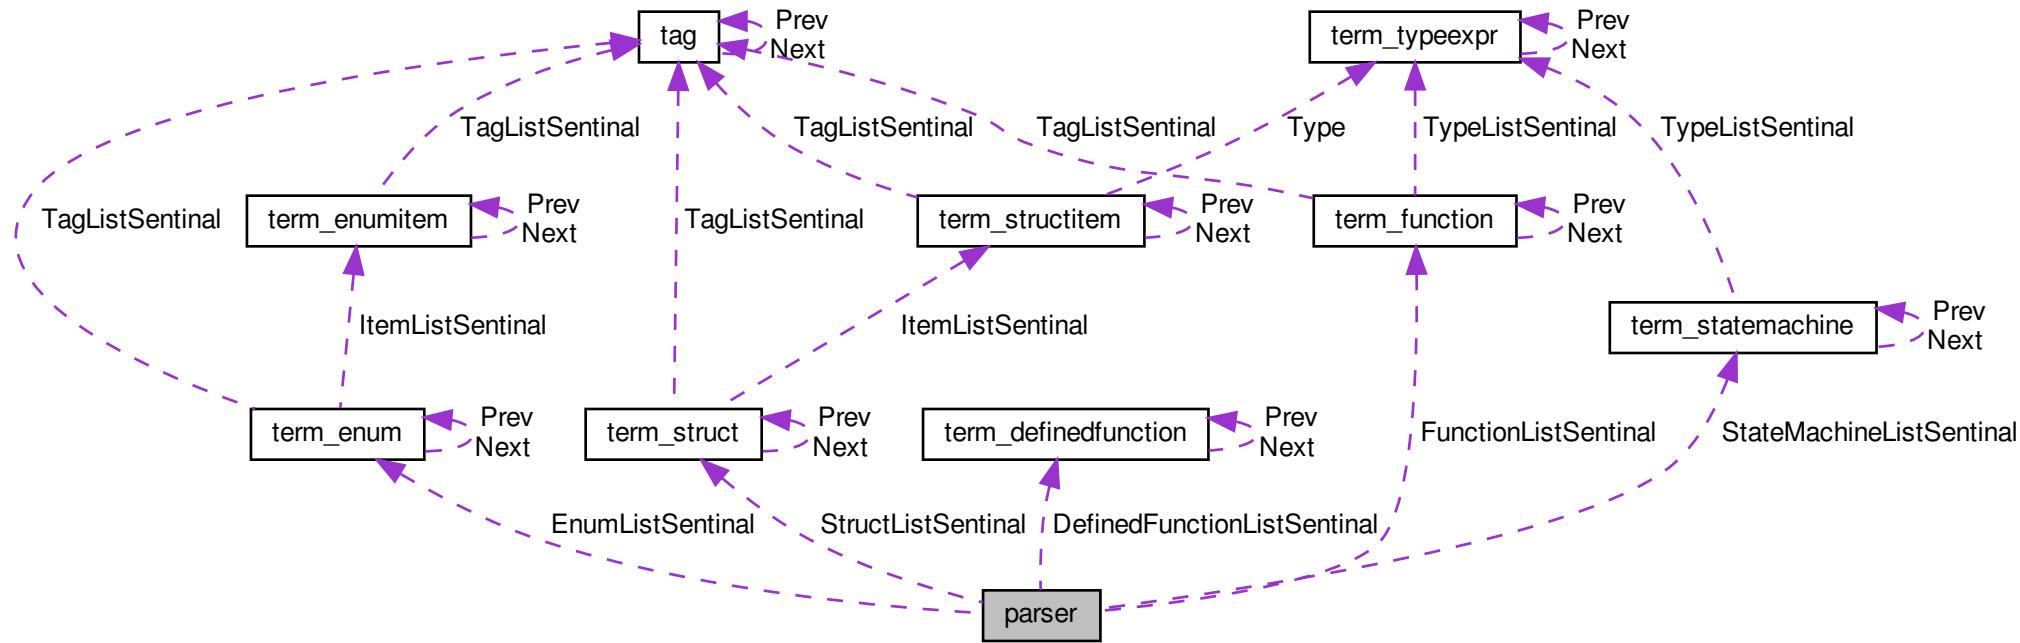 tag
Prev
Next
term_typeexpr
Prev
Next
TagListSentinal
TagListSentinal
TagListSentinal
Type
TypeListSentinal
TypeListSentinal
TagListSentinal
term_enumitem
Prev
Next
TagListSentinal
term_structitem
Prev
Next
term_function
Prev
Next
ItemListSentinal
ItemListSentinal
term_statemachine
Prev
Next
term_enum
Prev
Next
term_struct
Prev
Next
term_definedfunction
Prev
Next
FunctionListSentinal
StateMachineListSentinal
EnumListSentinal
StructListSentinal
DefinedFunctionListSentinal
parser